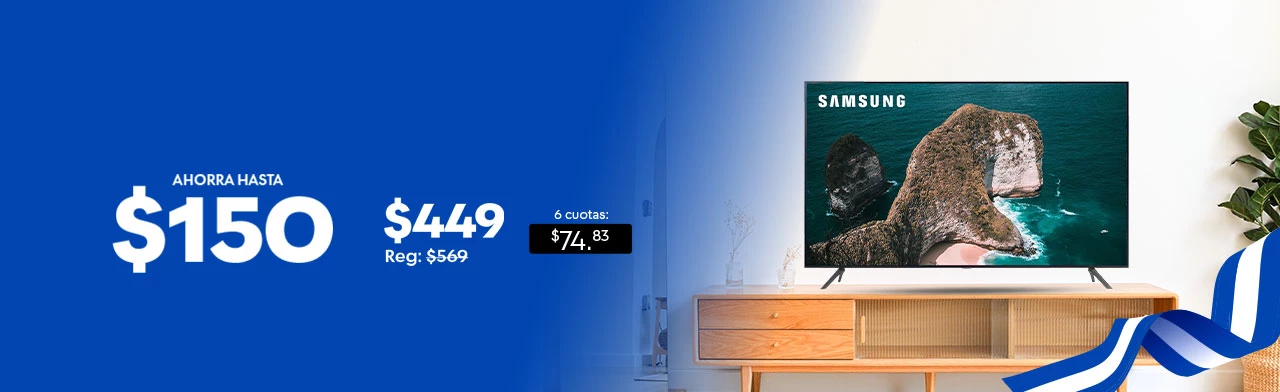 AHORRA HASTA
$150
$449
Reg: $569
6 cuotas:
$74.83
SAMSUNG